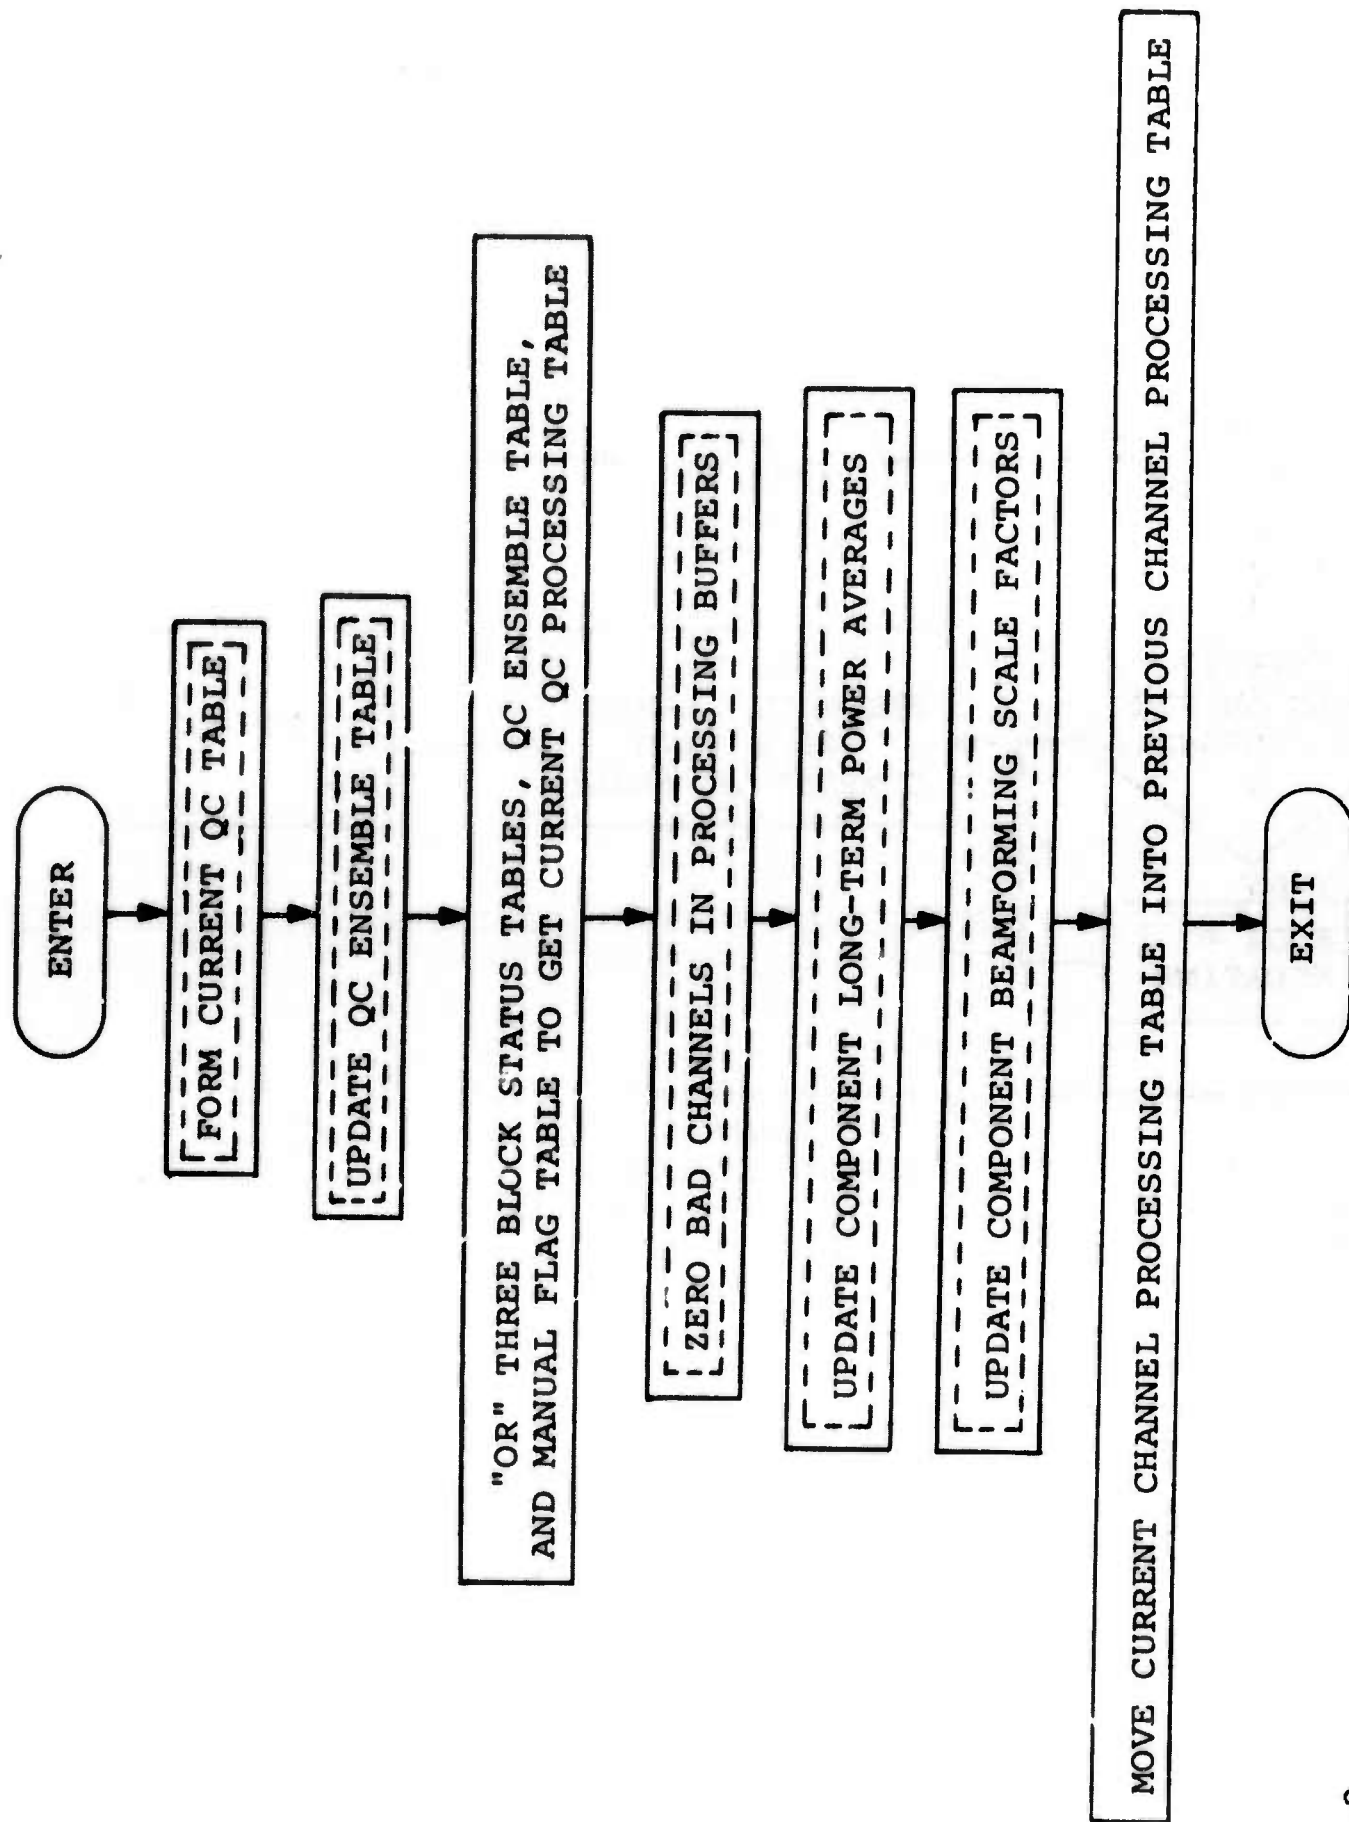 ENTER
FORM CURRENT QC TABLE
UPDATE QC ENSEMBLE TABLE
"OR" THREE BLOCK STATUS TABLES, QC ENSEMBLE TABLE,
AND MANUAL FLAG TABLE TO GET CURRENT QC PROCESSING TABLE
ZERO BAD CHANNELS IN PROCESSING BUFFERS
UPDATE COMPONENT LONG-TERM POWER AVERAGES
UPDATE COMPONENT BEAMFORMING SCALE FACTORS
MOVE CURRENT CHANNEL PROCESSING TABLE INTO PREVIOUS CHANNEL PROCESSING TABLE
EXIT